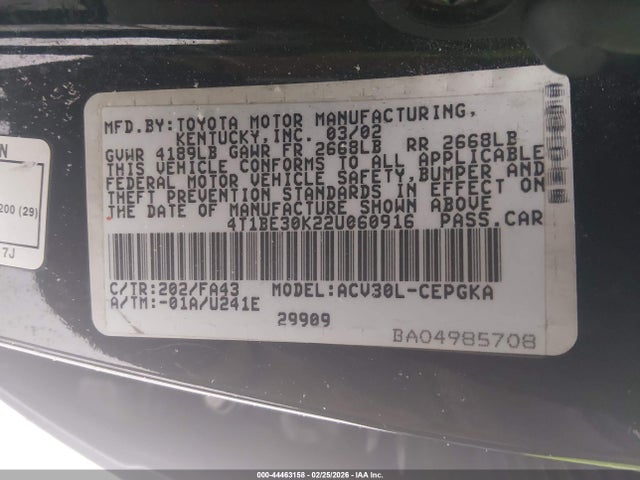 MFD.BY:TOYOTA MOTOR MANUFACTURING,
KENTUCKY,INC. 03/02
GVWR 4189LB GAWR FR 2668LB RR 2668LB
THIS VEHICLE CONFORMS TO ALL APPLICABLE
FEDERAL MOTOR VEHICLE SAFETY,BUMPER AND
THEFT PREVENTION STANDARDS IN EFFECT ON
THE DATE OF MANUFACTURE SHOWN ABOVE
4T1BE30K22U060916 PASS.CAR
C/TR:202/FA43 MODEL:ACV30L-CEPGKA
A/TM:-01A/U241E
29909
BA04985708
N
200 (29)
7J
000-44463158 - 02/25/2026 - IAA Inc.